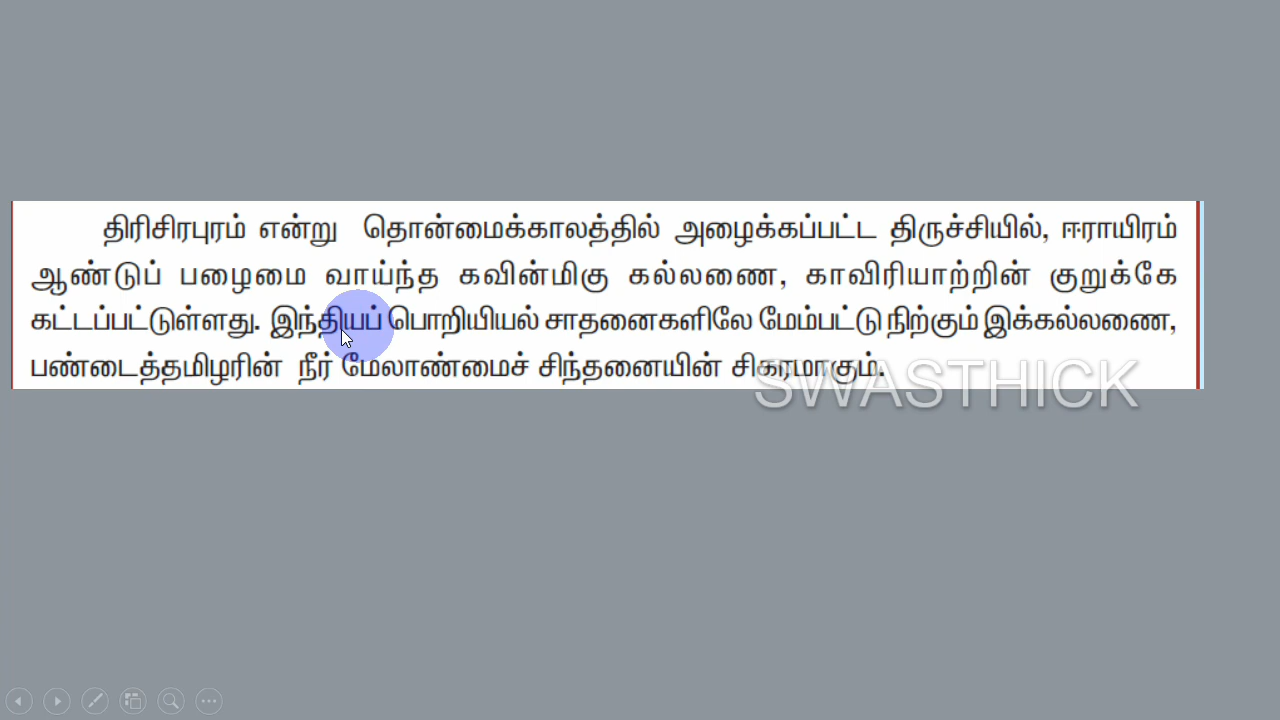 திரிசிரபுரம் என்று தொன்மைக்காலத்தில் அழைக்கப்பட்ட திருச்சியில், ஈராயிரம்
ஆண்டுப் பழைமை வாய்ந்த கவின்மிகு கல்லணை, காவிரியாற்றின் குறுக்கே
கட்டப்பட்டுள்ளது. இந்தியப் பொறியியல் சாதனைகளிலே மேம்பட்டு நிற்கும் இக்கல்லணை,
பண்டைத்தமிழரின் நீர் மேலாண்மைச் சிந்தனையின் சிகரமாகும்.
SWASTHICK